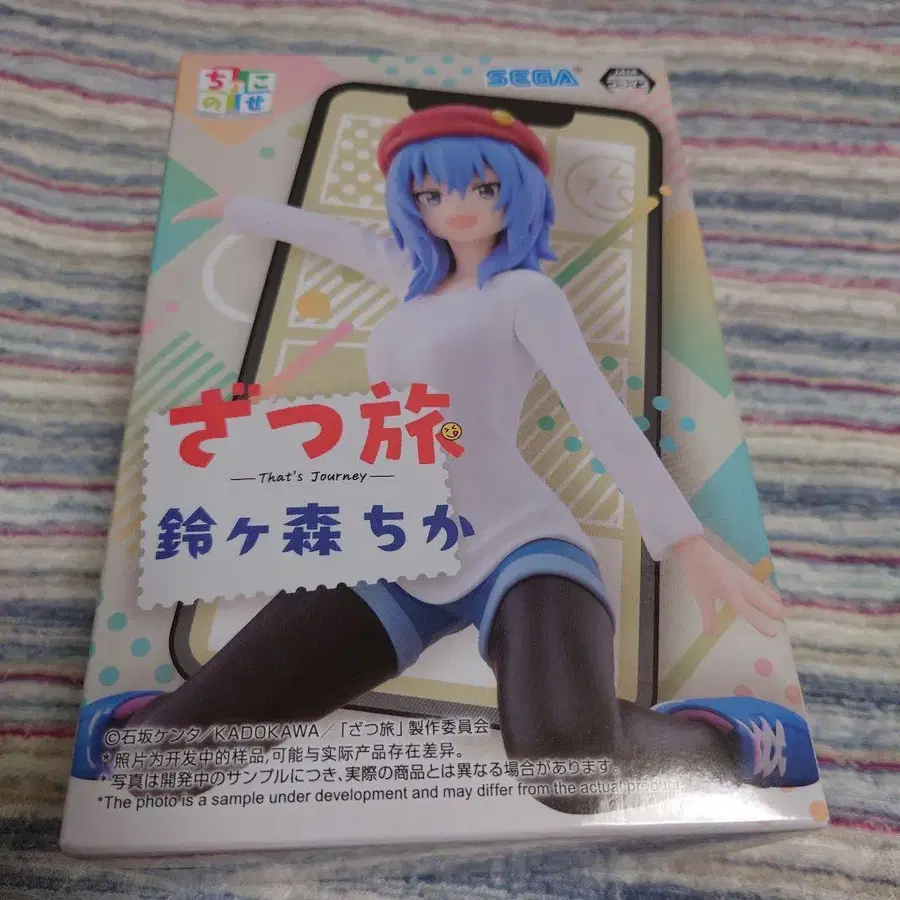 ちょこ
のせ
SEGA
ざつ旅
That's Journey
鈴ヶ森ちか
©石坂ケンタ/KADOKAWA/「ざつ旅」製作委員会
*照片为开发中的样品,可能与实际产品存在差异。
*写真は開発中のサンプルにつき、実際の商品とは異なる場合があります。
*The photo is a sample under development and may differ from the actual product.